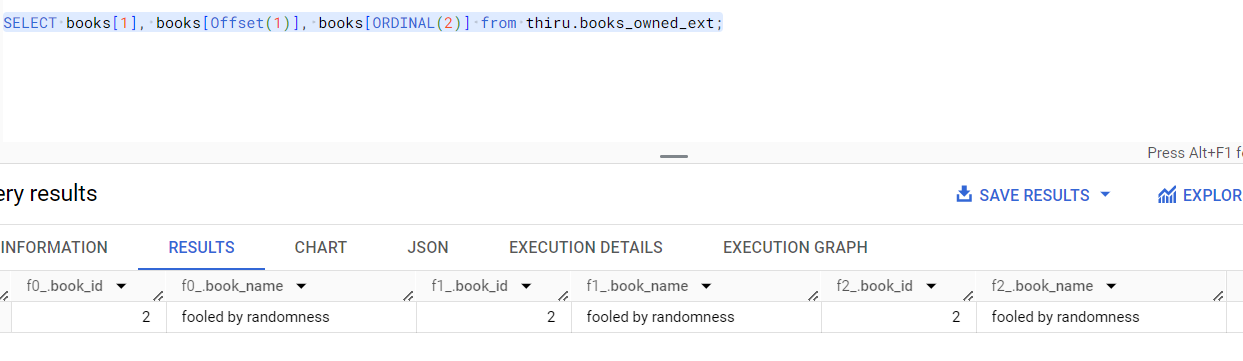 SELECT books[1], books[Offset(1)], books[ORDINAL(2)] from thiru.books_owned_ext;
Press Alt+F1 f
ery results
SAVE RESULTS
EXPLOR
INFORMATION RESULTS CHART JSON EXECUTION DETAILS EXECUTION GRAPH
f0_.book_id f0_.book_name f1_.book_id f1_.book_name f2_.book_id f2_.book_name
2 fooled by randomness 2 fooled by randomness 2 fooled by randomness